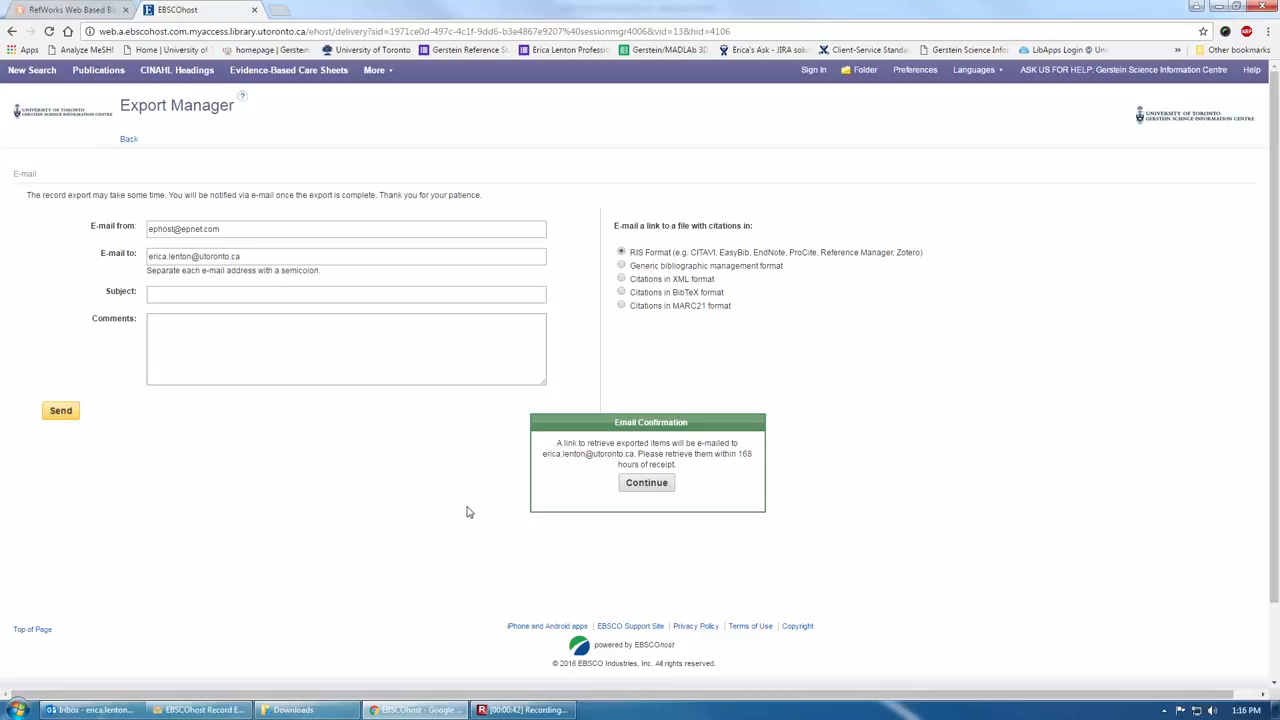 RefWorks Web Based Bi
EBSCOhost
web.a.ebscohost.com.myaccess.library.utoronto.ca/ehost/delivery?sid=1971ce0d-497c-4c1f-9dd6-b3e4867e9207%40sessionmgr4006&vid=13&hid=4106
Apps
Analyze MeSH!
Home | University of T
homepage | Gerstein
University of Toronto
Gerstein Reference St
Erica Lenton Profess
Gerstein/MADLab 3D
Erica's Ask - JIRA solu
Client-Service Standa
Gerstein Science Info
LibApps Login @ Un
»
Other bookmarks
New Search
Publications
CINAHL Headings
Evidence-Based Care Sheets
More
Sign In
Folder
Preferences
Languages
ASK US FOR HELP: Gerstein Science Information Centre
Help
UNIVERSITY OF TORONTO
GERSTEIN SCIENCE INFORMATION CENTRE
Export Manager
?
UNIVERSITY OF TORONTO
GERSTEIN SCIENCE INFORMATION CENTRE
Back
E-mail
The record export may take some time. You will be notified via e-mail once the export is complete. Thank you for your patience.
E-mail from: ephost@epnet.com
E-mail to: erica.lenton@utoronto.ca
Separate each e-mail address with a semicolon.
Subject:
Comments:
Send
E-mail a link to a file with citations in:
RIS Format (e.g. CITAVI, EasyBib, EndNote, ProCite, Reference Manager, Zotero)
Generic bibliographic management format
Citations in XML format
Citations in BibTeX format
Citations in MARC21 format
Email Confirmation
A link to retrieve exported items will be e-mailed to
erica.lenton@utoronto.ca. Please retrieve them within 168
hours of receipt.
Continue
Top of Page
iPhone and Android apps
EBSCO Support Site
Privacy Policy
Terms of Use
Copyright
powered by EBSCOhost
© 2016 EBSCO Industries, Inc. All rights reserved.
Inbox - erica.lenton...
EBSCOhost Record E...
Downloads
EBSCOhost - Google ...
[00:00:42] Recording...
1:16 PM